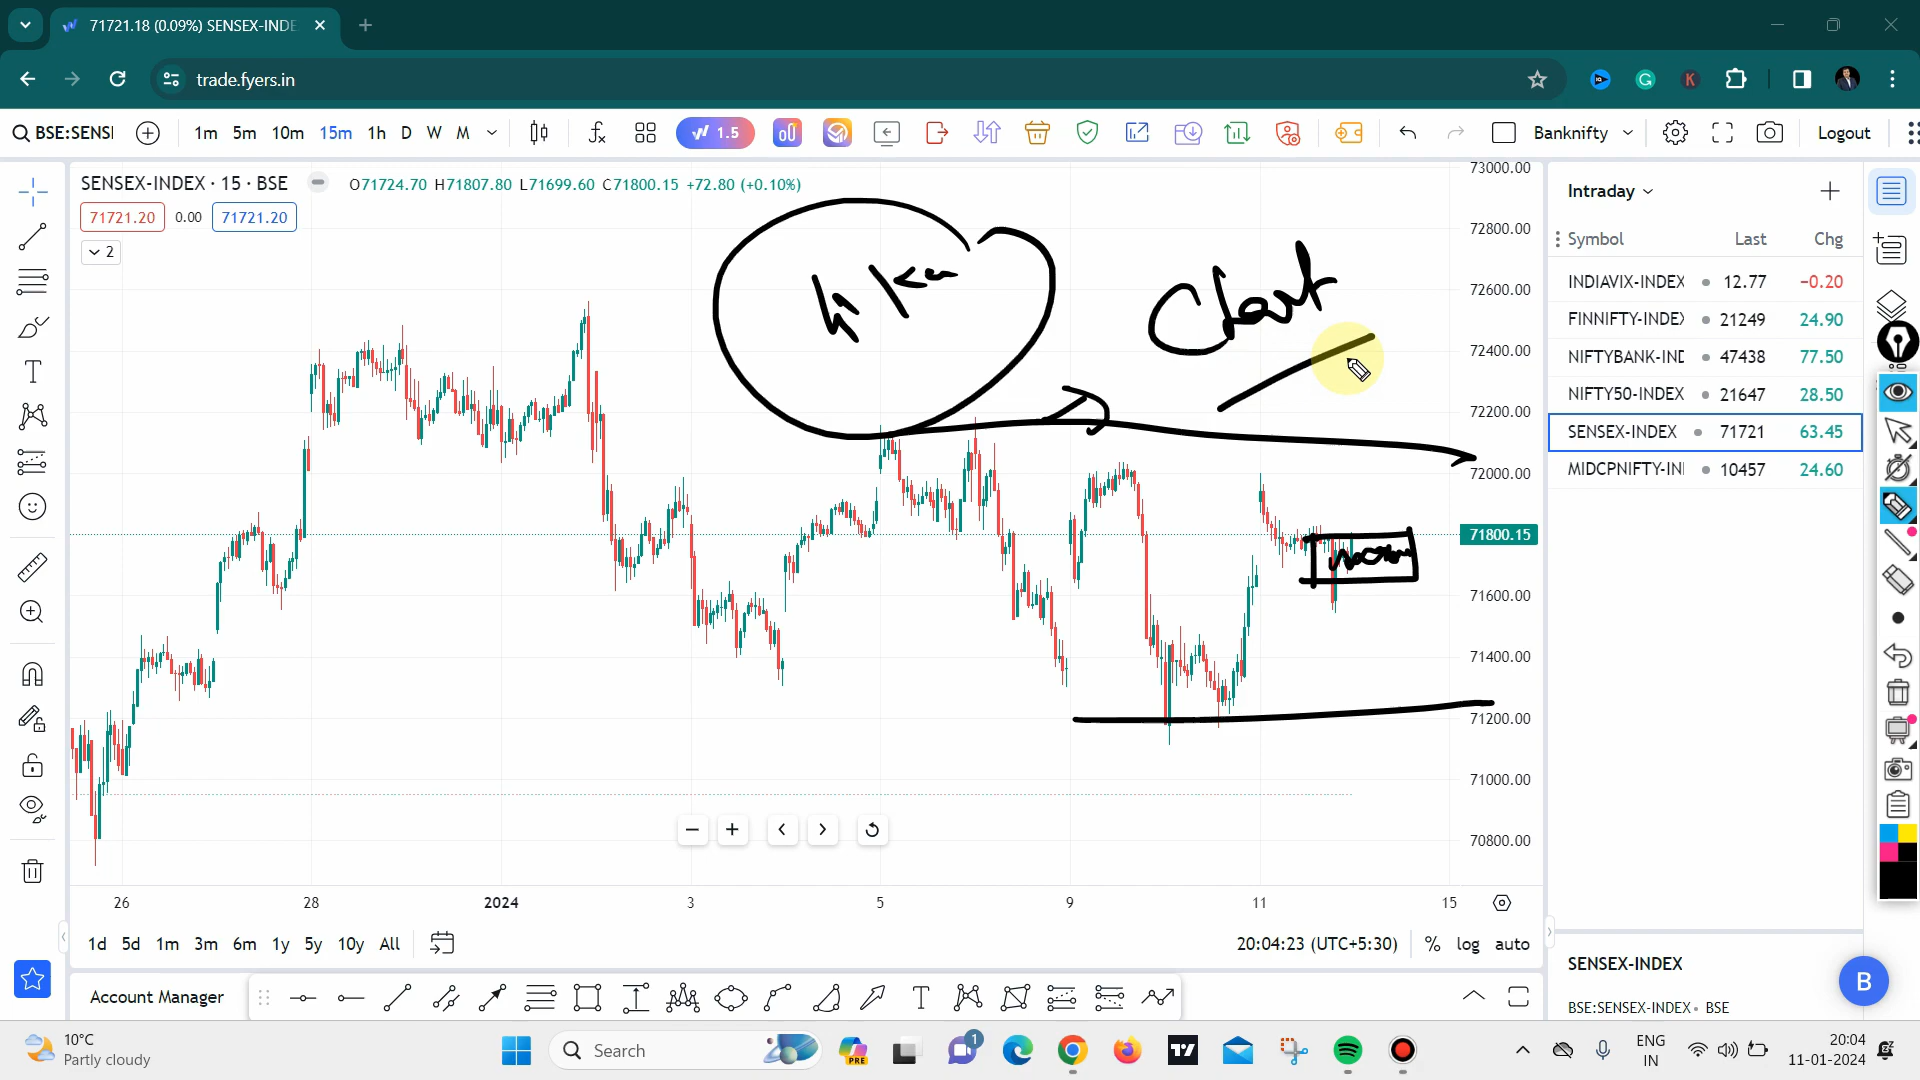 71721.18 (0.09%) SENSEX-INDE
trade.fyers.in
BSE:SENSI
1m 5m 10m 15m 1h D W M
1.5
Banknifty
Logout
SENSEX-INDEX · 15 · BSE
O71724.70 H71807.80 L71699.60 C71800.15 +72.80 (+0.10%)
71721.20 0.00 71721.20
2
Chart
73000.00
72800.00
72600.00
72400.00
72200.00
72000.00
71800.15
71600.00
71400.00
71200.00
71000.00
70800.00
26 28 2024 3 5 9 11 15
1d 5d 1m 3m 6m 1y 5y 10y All
20:04:23 (UTC+5:30) % log auto
Account Manager
Intraday
Symbol Last Chg
INDIAVIX-INDEX 12.77 −0.20
FINNIFTY-INDEX 21249 24.90
NIFTYBANK-IND 47438 77.50
NIFTY50-INDEX 21647 28.50
SENSEX-INDEX 71721 63.45
MIDCPNIFTY-INI 10457 24.60
SENSEX-INDEX
BSE:SENSEX-INDEX • BSE
B
10°C
Partly cloudy
Search
PRE
1
ENG
IN
20:04
11-01-2024